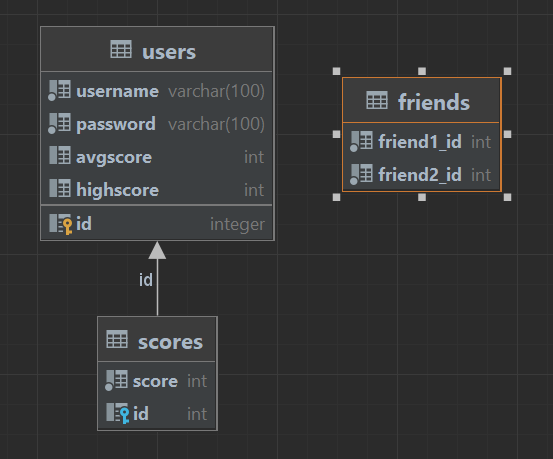 users
username varchar(100)
password varchar(100)
avgscore int
highscore int
id integer
friends
friend1_id int
friend2_id int
id
scores
score int
id int